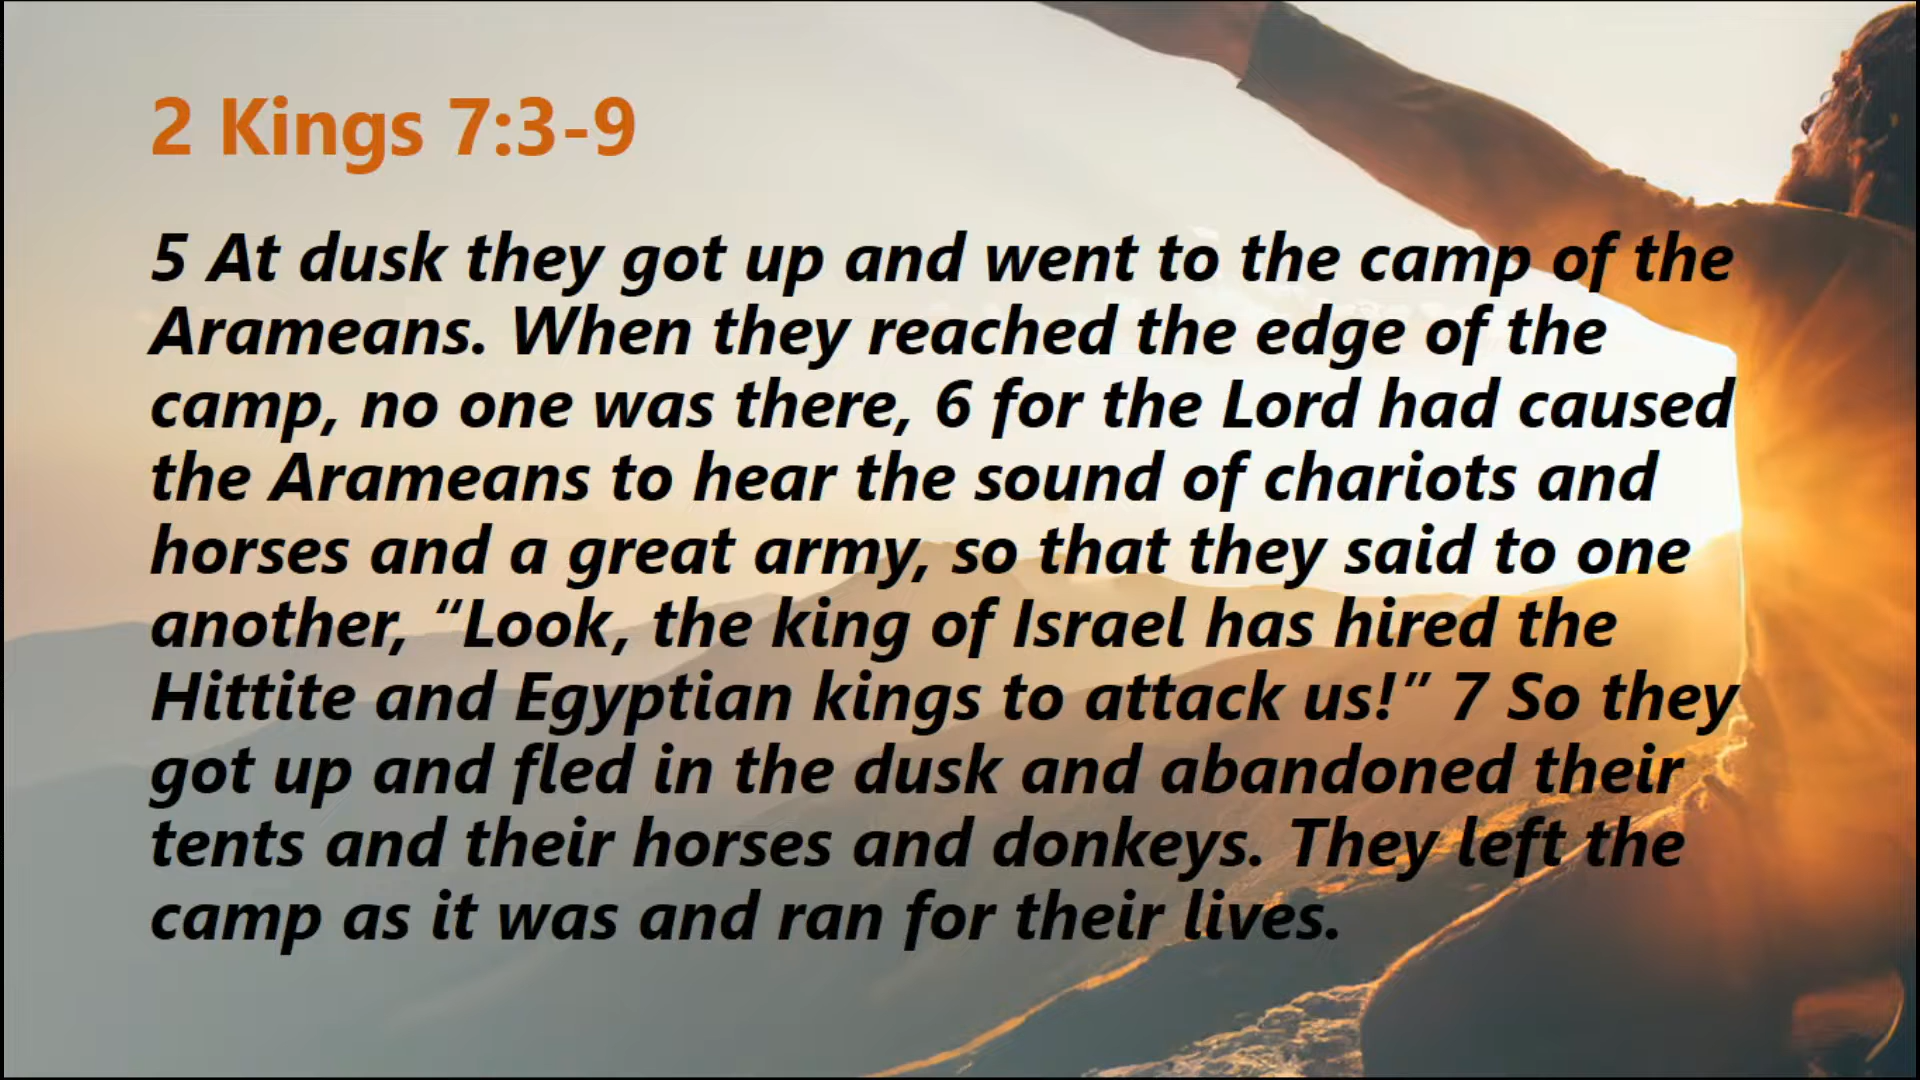 2 Kings 7:3-9
5 At dusk they got up and went to the camp of the
Arameans. When they reached the edge of the
camp, no one was there, 6 for the Lord had caused
the Arameans to hear the sound of chariots and
horses and a great army, so that they said to one
another, “Look, the king of Israel has hired the
Hittite and Egyptian kings to attack us!” 7 So they
got up and fled in the dusk and abandoned their
tents and their horses and donkeys. They left the
camp as it was and ran for their lives.